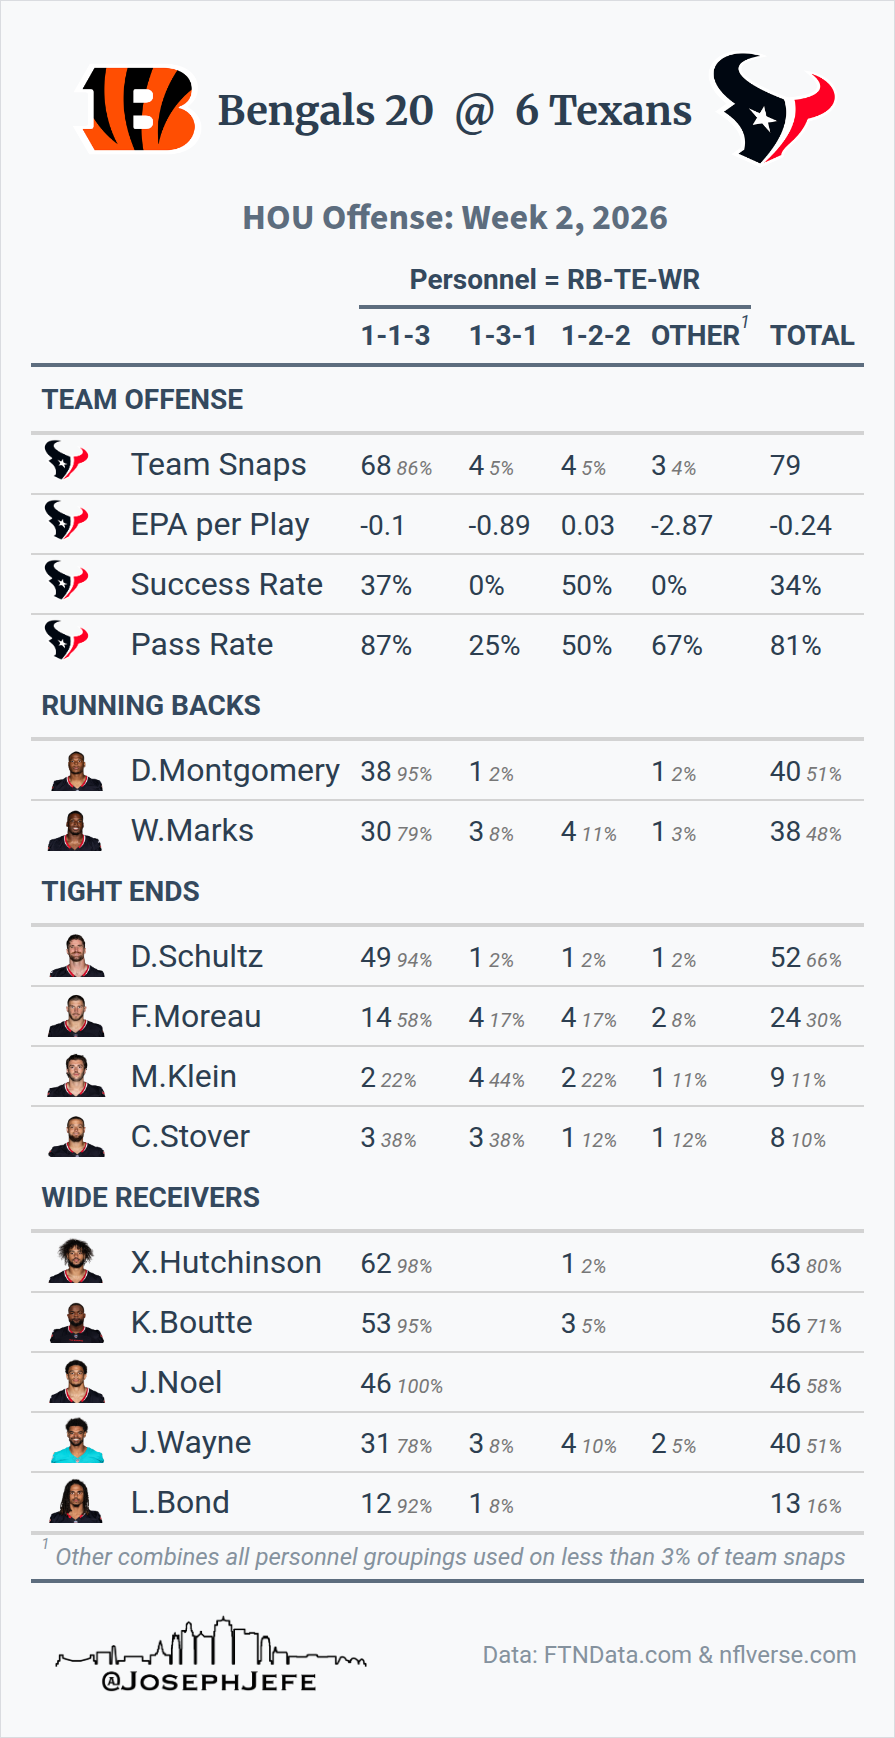 Bengals 20 @ 6 Texans
HOU Offense: Week 2, 2026
Personnel = RB-TE-WR
1-1-3 1-3-1 1-2-2 OTHER1 TOTAL
TEAM OFFENSE
Team Snaps 68 86% 4 5% 4 5% 3 4% 79
EPA per Play -0.1 -0.89 0.03 -2.87 -0.24
Success Rate 37% 0% 50% 0% 34%
Pass Rate 87% 25% 50% 67% 81%
RUNNING BACKS
D.Montgomery 38 95% 1 2% 1 2% 40 51%
W.Marks 30 79% 3 8% 4 11% 1 3% 38 48%
TIGHT ENDS
D.Schultz 49 94% 1 2% 1 2% 1 2% 52 66%
F.Moreau 14 58% 4 17% 4 17% 2 8% 24 30%
M.Klein 2 22% 4 44% 2 22% 1 11% 9 11%
C.Stover 3 38% 3 38% 1 12% 1 12% 8 10%
WIDE RECEIVERS
X.Hutchinson 62 98% 1 2% 63 80%
K.Boutte 53 95% 3 5% 56 71%
J.Noel 46 100% 46 58%
J.Wayne 31 78% 3 8% 4 10% 2 5% 40 51%
L.Bond 12 92% 1 8% 13 16%
1 Other combines all personnel groupings used on less than 3% of team snaps
@JOSEPHJEFE
Data: FTNData.com & nflverse.com